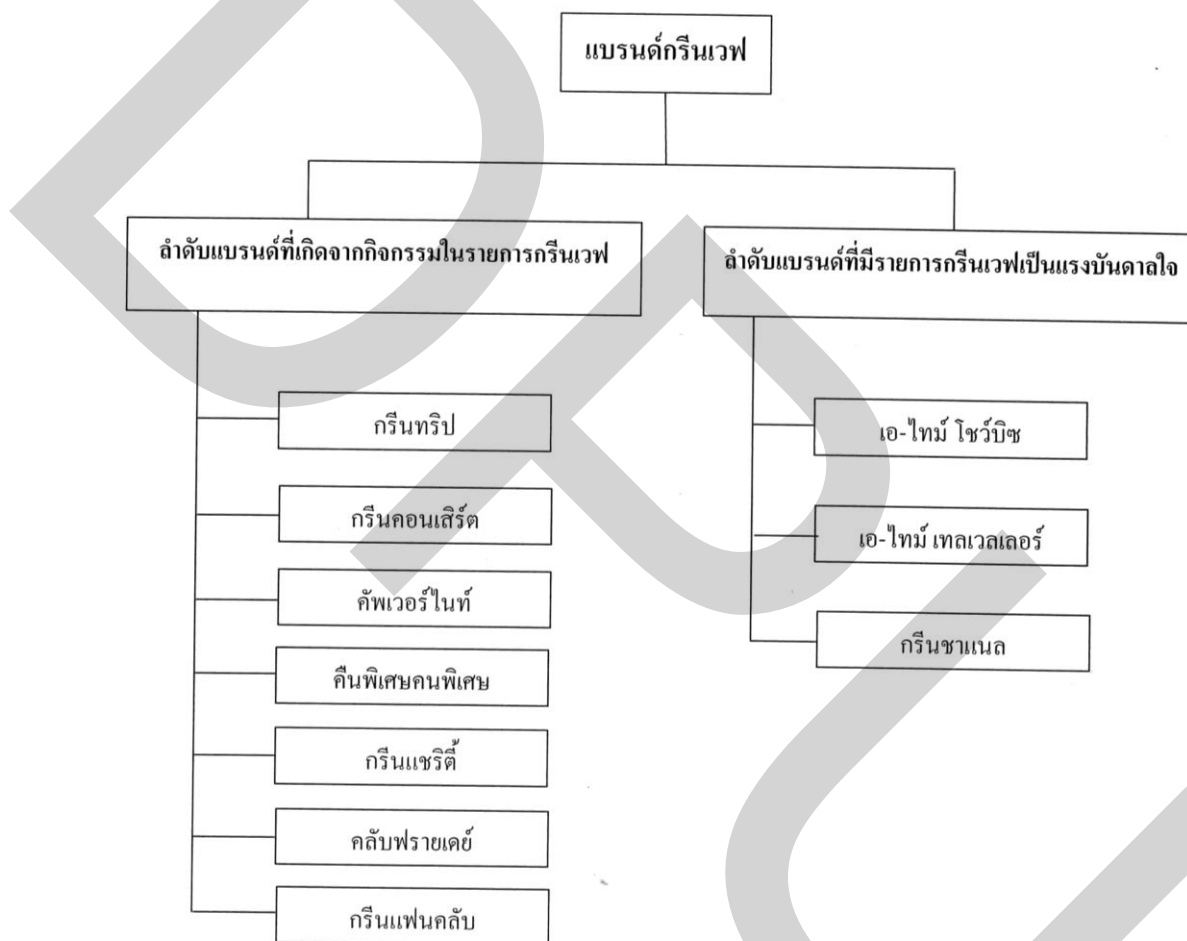 แบรนด์กรีนเวฟ
ลำดับแบรนด์ที่เกิดจากกิจกรรมในรายการกรีนเวฟ
ลำดับแบรนด์ที่มีรายการกรีนเวฟเป็นแรงบันดาลใจ
กรีนทริป
กรีนคอนเสิร์ต
คัพเวอร์ไนท์
คืนพิเศษคนพิเศษ
กรีนแชริตี้
คลับฟรายเดย์
กรีนแฟนคลับ
เอ-ไทม์ โชว์บิซ
เอ-ไทม์ เทลเวลเลอร์
กรีนชาแนล